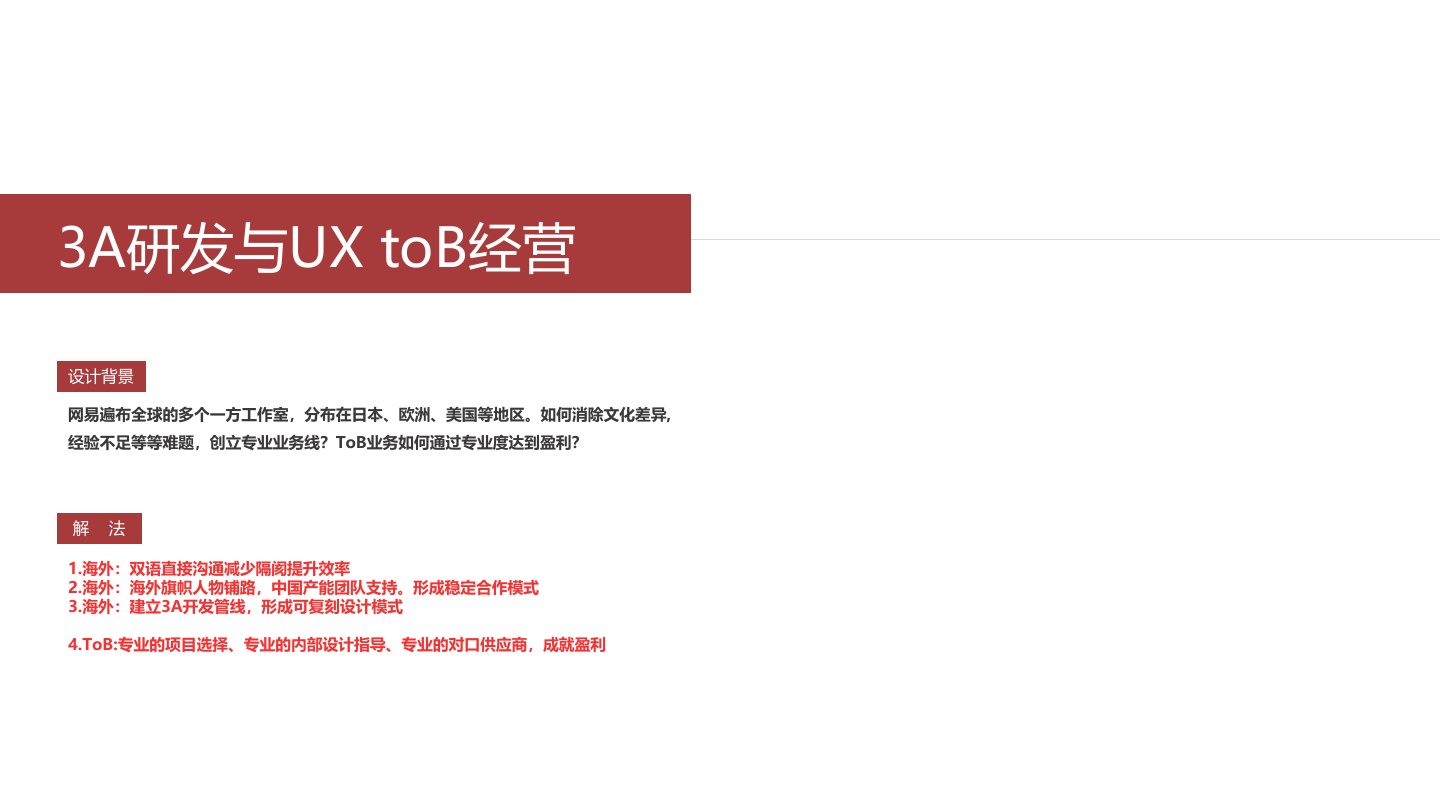 3A研发与UX toB经营
设计背景
网易遍布全球的多个一方工作室，分布在日本、欧洲、美国等地区。如何消除文化差异,
经验不足等等难题，创立专业业务线？ToB业务如何通过专业度达到盈利？
解 法
1.海外：双语直接沟通减少隔阂提升效率
2.海外：海外旗帜人物铺路，中国产能团队支持。形成稳定合作模式
3.海外：建立3A开发管线，形成可复刻设计模式
4.ToB:专业的项目选择、专业的内部设计指导、专业的对口供应商，成就盈利